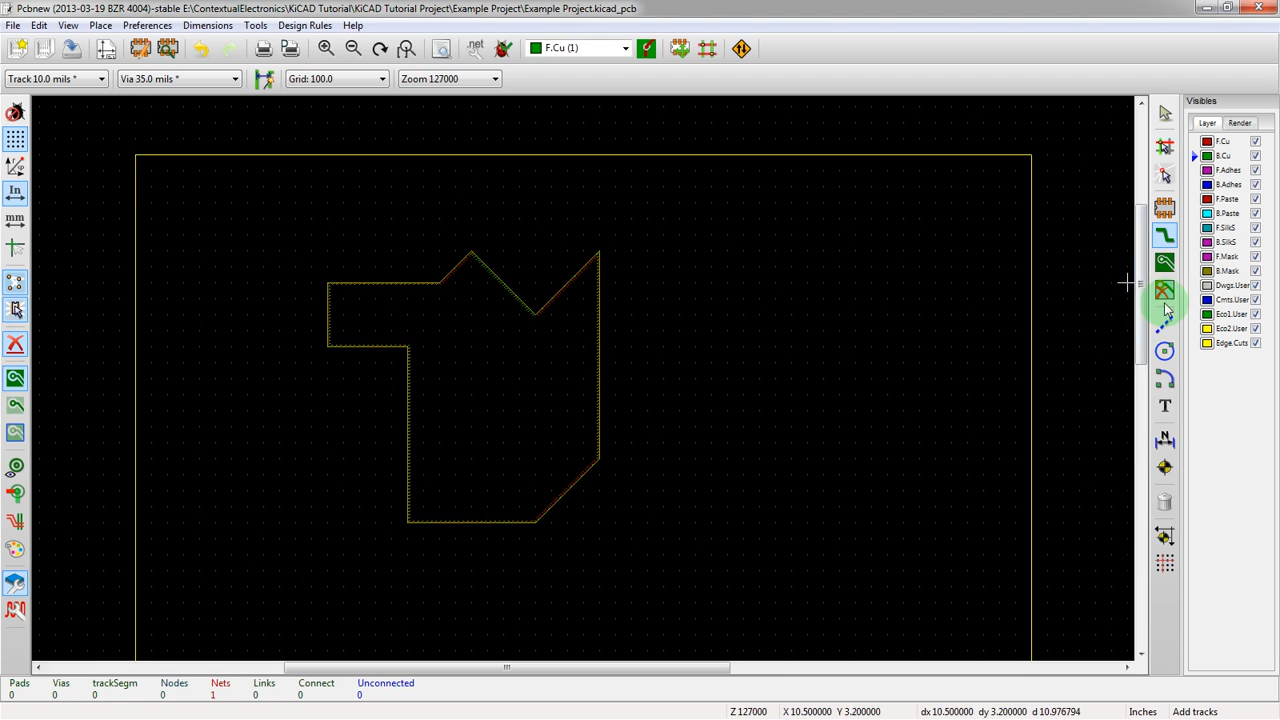 Pcbnew (2013-03-19 BZR 4004)-stable E:\ContextualElectronics\KiCAD Tutorial\KiCAD Tutorial Project\Example Project\Example Project.kicad_pcb
File Edit View Place Preferences Dimensions Tools Design Rules Help
.net F.Cu (1)
Track 10.0 mils * Via 35.0 mils * Grid: 100.0 Zoom 127000
Visibles
Layer Render
F.Cu
B.Cu
F.Adhes
B.Adhes
F.Paste
B.Paste
F.SilkS
B.SilkS
F.Mask
B.Mask
Dwgs.User
Cmts.User
Eco1.User
Eco2.User
Edge.Cuts
In
mm
T
N
Pads Vias trackSegm Nodes Nets Links Connect Unconnected
0 0 0 0 1 0 0 0
Z 127000 X 10.500000 Y 3.200000 dx 10.500000 dy 3.200000 d 10.976794 Inches Add tracks